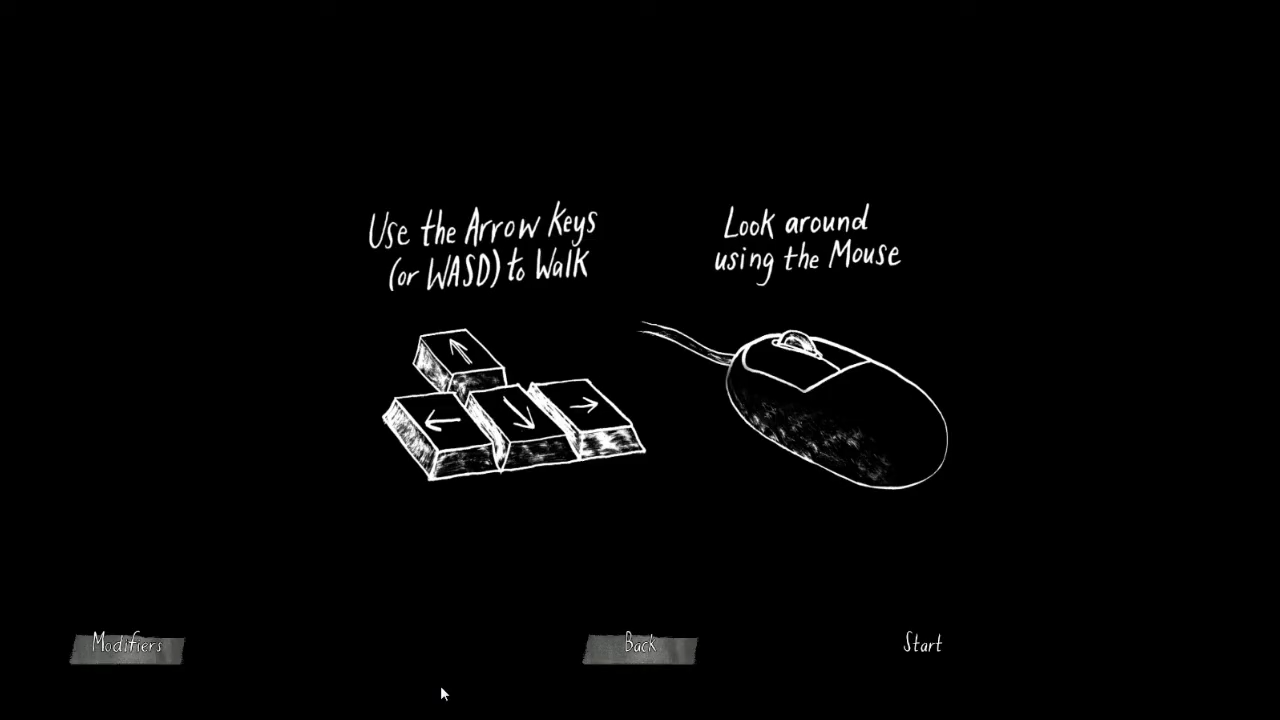 Use the Arrow Keys
(or WASD) to Walk
Look around
using the Mouse
Modifiers
Back
Start